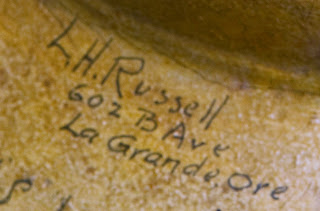 L.H. Russell
602 B Ave
La Grande, Ore